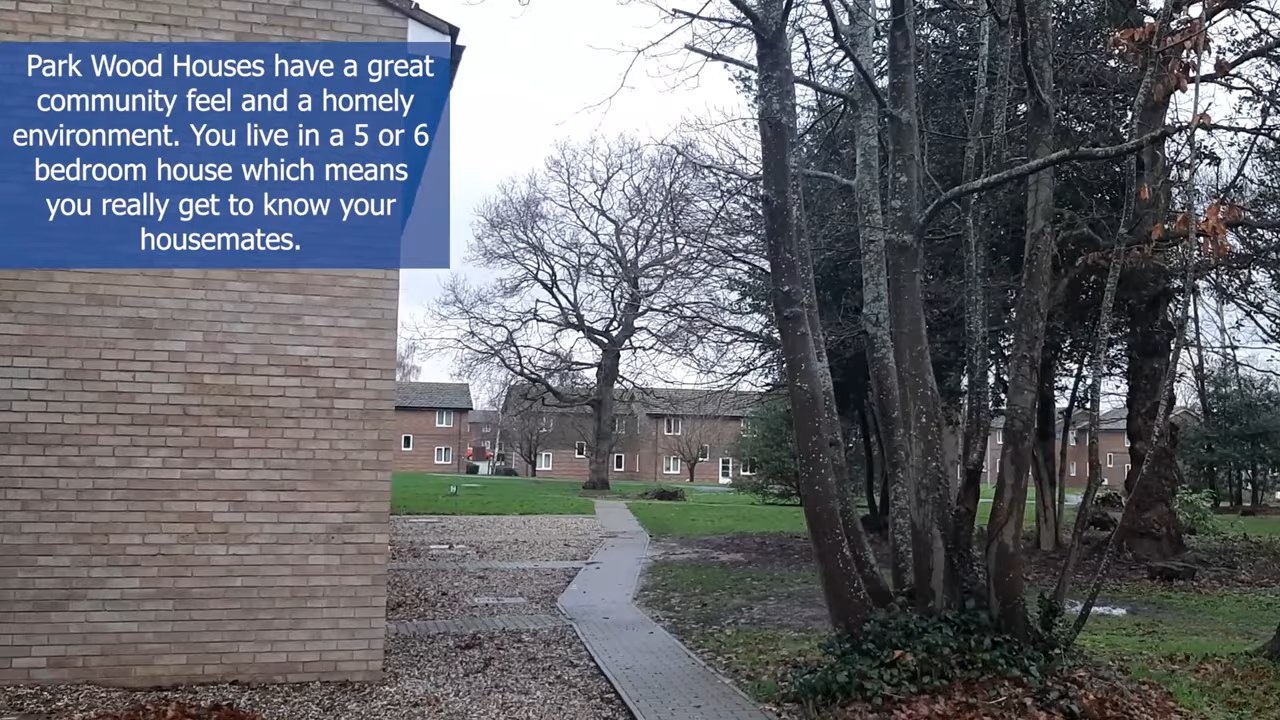 Park Wood Houses have a great
community feel and a homely
environment. You live in a 5 or 6
bedroom house which means
you really get to know your
housemates.